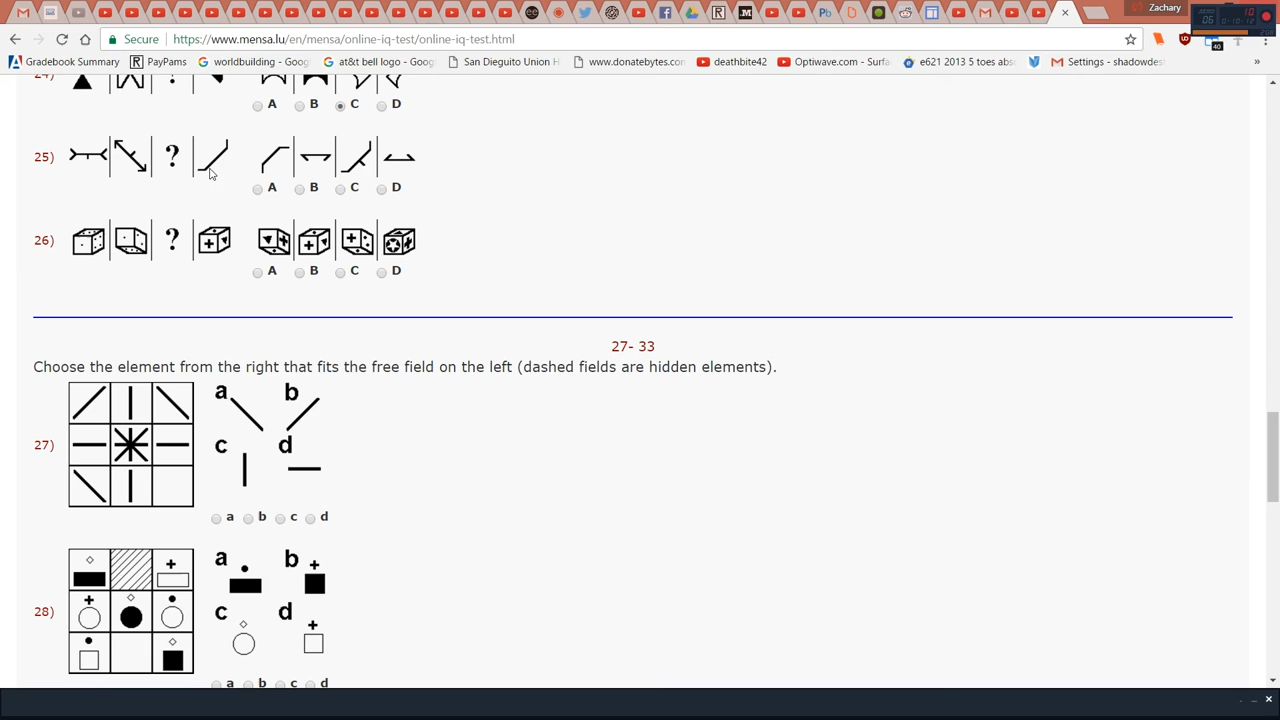 Zachary
Secure https://www.mensa.lu/en/mensa/online-iq-test/online-iq-test.html
40
Gradebook Summary PayPams worldbuilding - Goog at&t bell logo - Google San Dieguito Union H www.donatebytes.com deathbite42 Optiwave.com - Surfa e621 2013 5 toes abs Settings - shadowdes
24) ?
A B C D
25) ?
A B C D
26) ?
A B C D
27- 33
Choose the element from the right that fits the free field on the left (dashed fields are hidden elements).
27) a b
c d
a b c d
28) a b
c d
a b c d